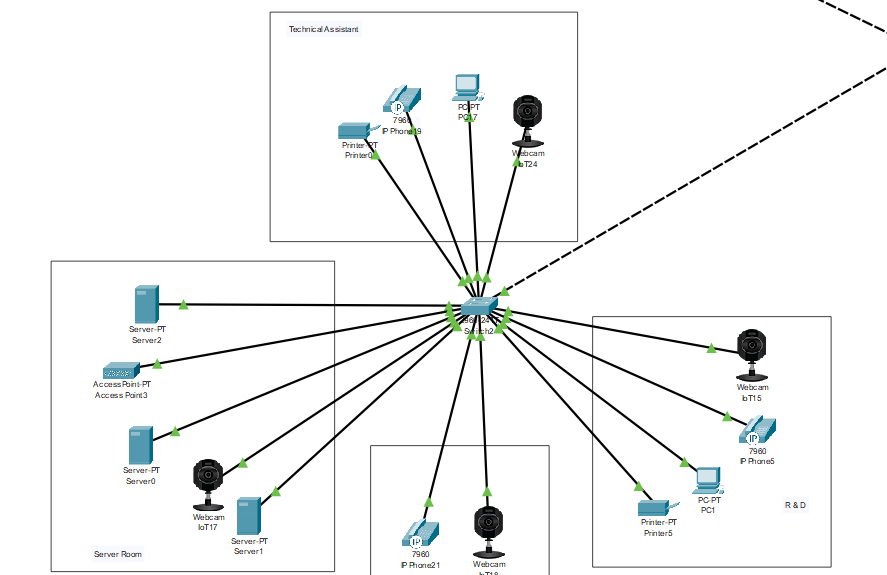 Technical Assistant
7960
IP Phone19
PC-PT
PC17
Printer-PT
Webcam
IoT24
Server-PT
Server2
AccessPoint-PT
Access Point3
Server-PT
Server0
Webcam
IoT17
Server-PT
Server1
Server Room
7960
IP Phone21
Webcam
Webcam
IoT15
7960
IP Phone5
PC-PT
PC1
Printer-PT
Printer5
R & D